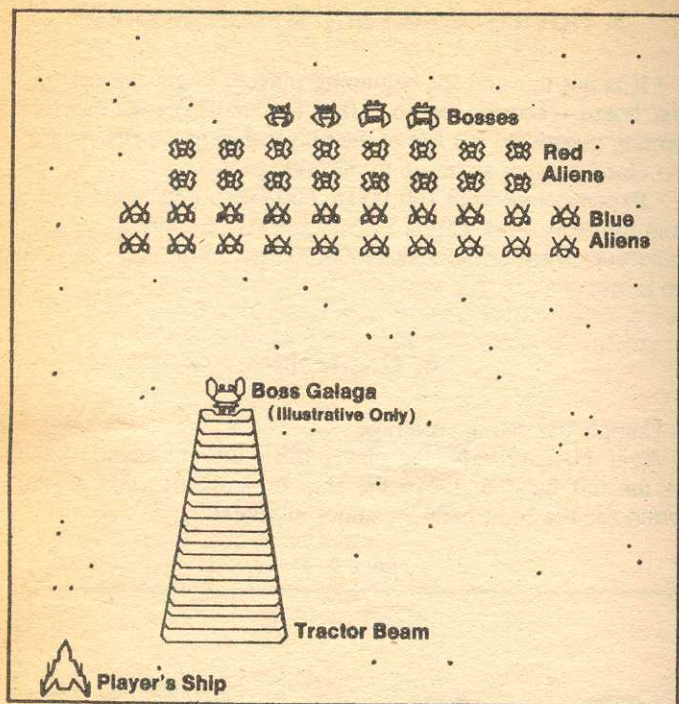 Bosses
Red
Aliens
Blue
Aliens
Boss Galaga
(Illustrative Only)
Tractor Beam
Player's Ship